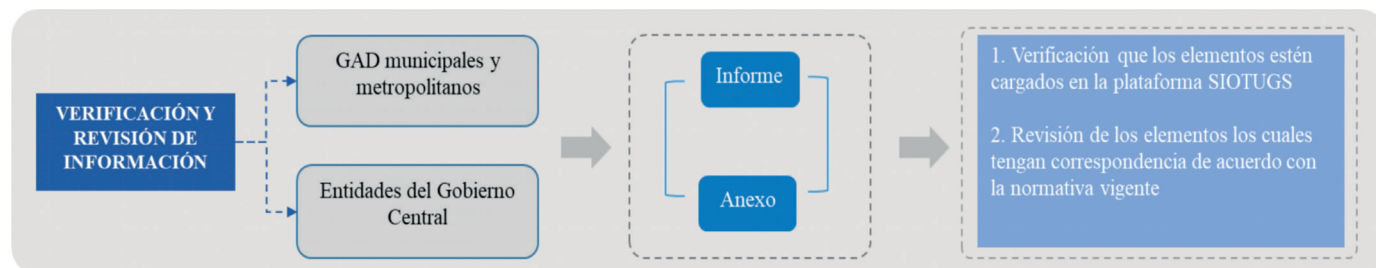 VERIFICACIÓN Y
REVISIÓN DE
INFORMACIÓN
GAD municipales y
metropolitanos
Entidades del Gobierno
Central
Informe
Anexo
1. Verificación que los elementos estén
cargados en la plataforma SIOTUGS
2. Revisión de los elementos los cuales
tengan correspondencia de acuerdo con
la normativa vigente